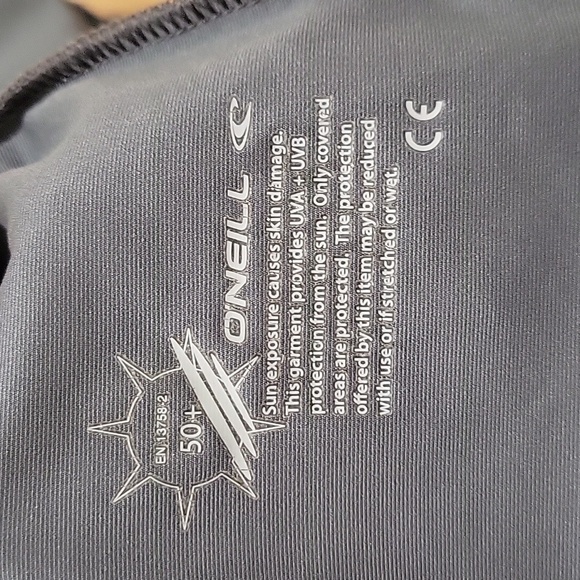 O'NEILL
Sun exposure causes skin damage.
This garment provides UVA + UVB
protection from the sun. Only covered
areas are protected. The protection
offered by this item may be reduced
with use or if stretched or wet.
EN 13758-2
50+
CE